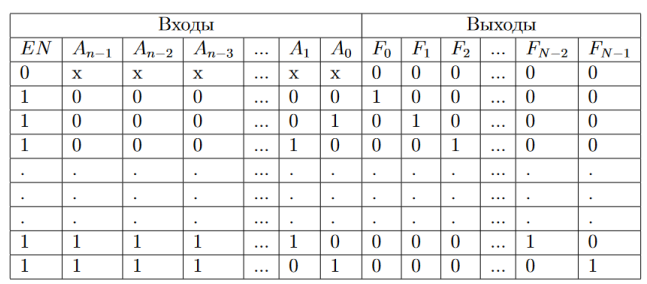 Входы Выходы
EN A_{n−1} A_{n−2} A_{n−3} ... A_1 A_0 F_0 F_1 F_2 ... F_{N−2} F_{N−1}
0 x x x ... x x 0 0 0 ... 0 0
1 0 0 0 ... 0 0 1 0 0 ... 0 0
1 0 0 0 ... 0 1 0 1 0 ... 0 0
1 0 0 0 ... 1 0 0 0 1 ... 0 0
. . . . ... . . . . . ... . .
. . . . ... . . . . . ... . .
. . . . ... . . . . . ... . .
1 1 1 1 ... 1 0 0 0 0 ... 1 0
1 1 1 1 ... 0 1 0 0 0 ... 0 1